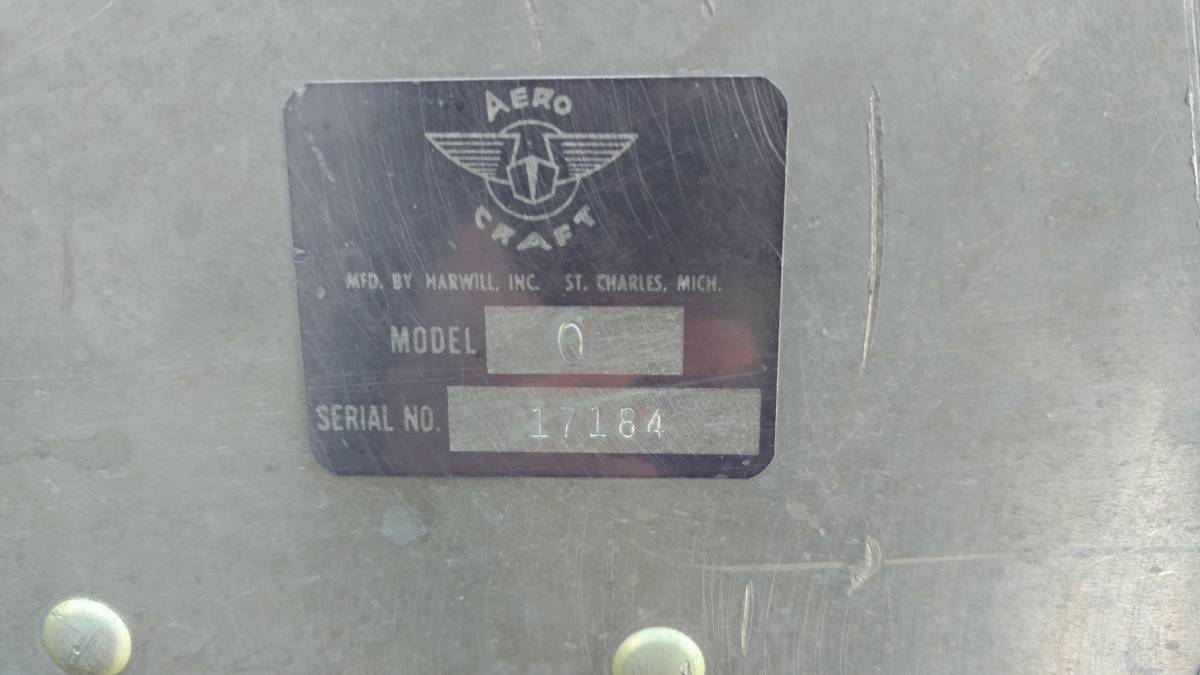 AERO
CRAFT
MFD. BY HARWILL, INC. ST. CHARLES, MICH.
MODEL Q
SERIAL NO. 17184